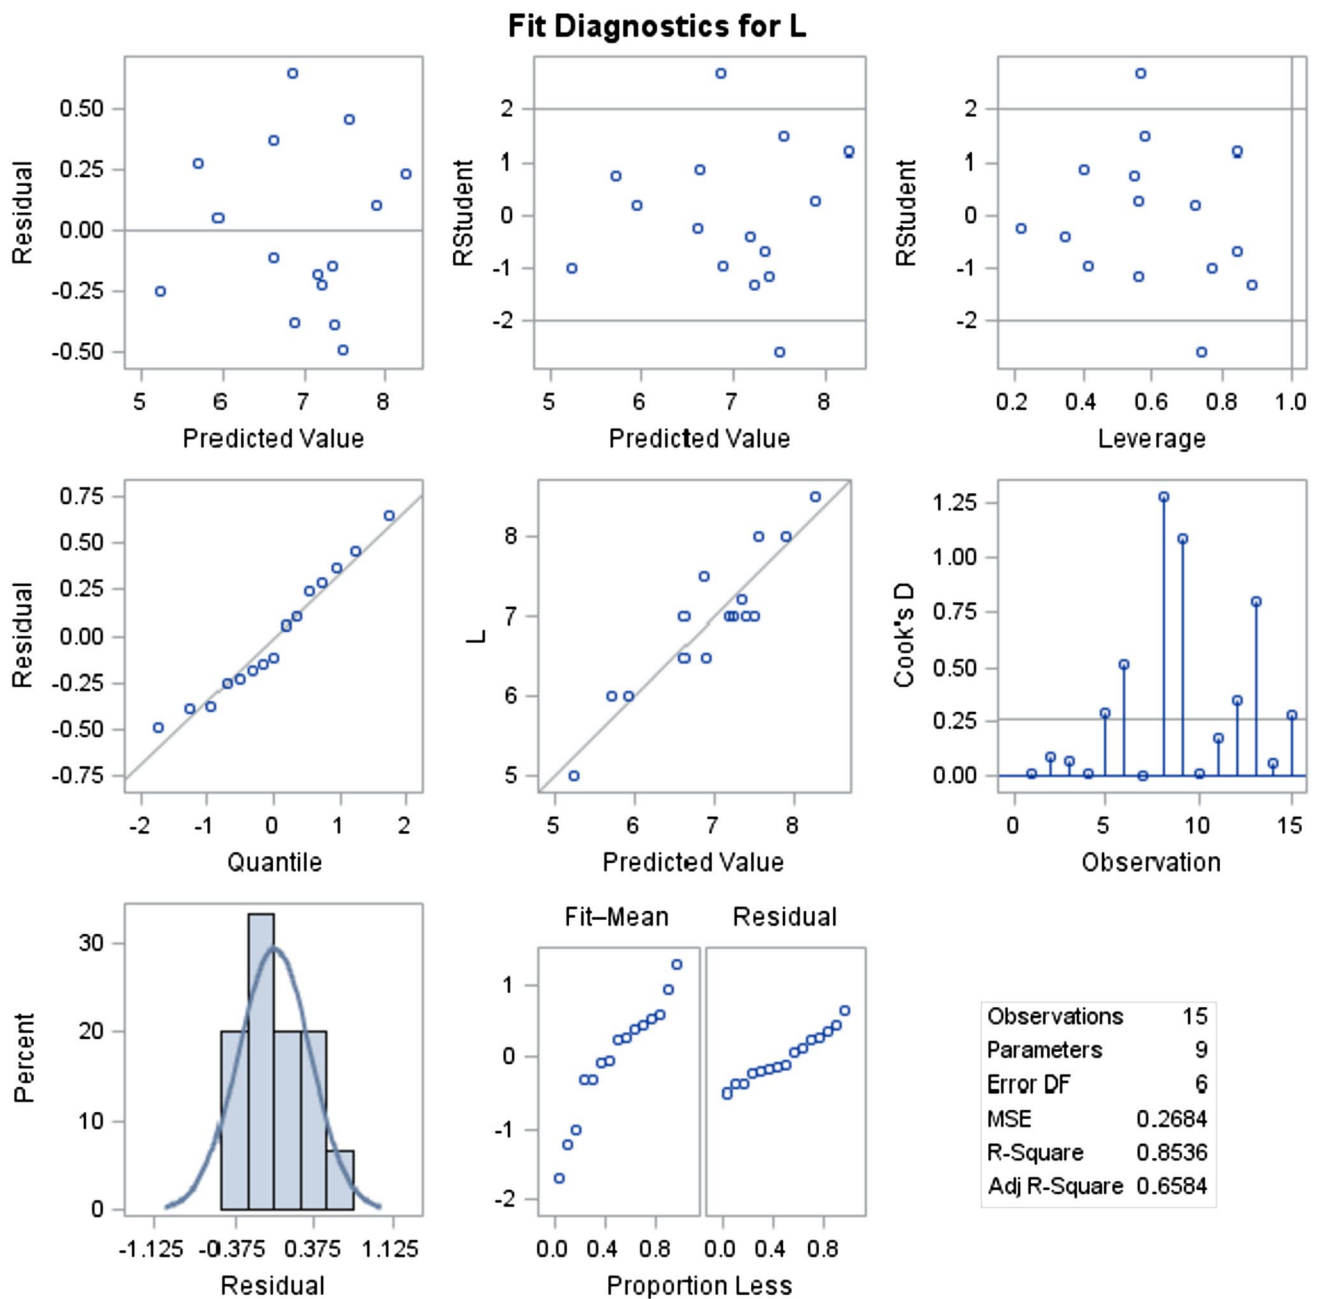 Fit Diagnostics for L
Residual
0.50
0.25
0.00
-0.25
-0.50
5 6 7 8
Predicted Value
RStudent
2
1
0
-1
-2
5 6 7 8
Predicted Value
RStudent
2
1
0
-1
-2
0.2 0.4 0.6 0.8 1.0
Leverage
Residual
0.75
0.50
0.25
0.00
-0.25
-0.50
-0.75
-2 -1 0 1 2
Quantile
L
8
7
6
5
5 6 7 8
Predicted Value
Cook's D
1.25
1.00
0.75
0.50
0.25
0.00
0 5 10 15
Observation
Percent
30
20
10
0
-1.125 -0.375 0.375 1.125
Residual
Fit–Mean Residual
1
0
-1
-2
0.0 0.4 0.8 0.0 0.4 0.8
Proportion Less
Observations 15
Parameters 9
Error DF 6
MSE 0.2684
R-Square 0.8536
Adj R-Square 0.6584